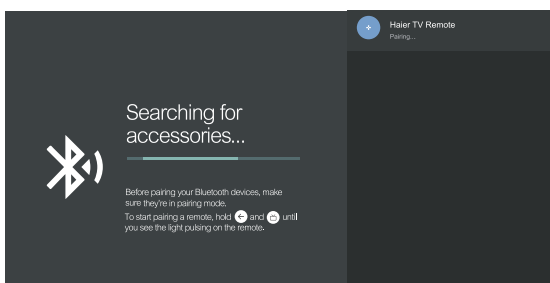 Searching for
accessories...
Before pairing your Bluetooth devices, make
sure they're in pairing mode.
To start pairing a remote, hold and until
you see the light pulsing on the remote.
Haier TV Remote
Pairing...